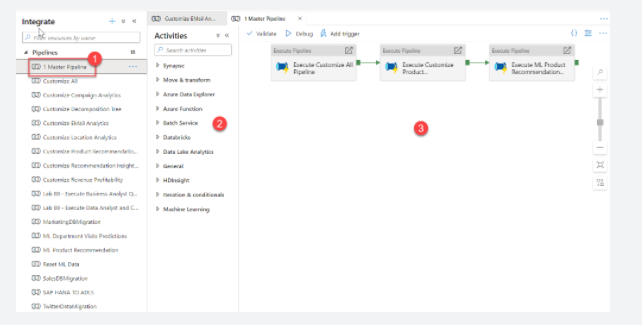 Integrate
Filter resources by name
Pipelines
18
1 Master Pipeline
1
Customize All
Customize Campaign Analytics
Customize Decomposition Tree
Customize EMail Analytics
Customize Location Analytics
Customize Product Recommendatio...
Customize Recommendation Insight...
Customize Revenue Profitability
Lab 03 - Execute Business Analyst Q...
Lab 03 - Execute Data Analyst and C...
MarketingDBMigration
ML Department Visits Predictions
ML Product Recommendation
Reset ML Data
SalesDBMigration
SAP HANA TO ADLS
TwitterDataMigration
Customize EMail An...
1 Master Pipeline
Activities
Search activities
Synapse
Move & transform
Azure Data Explorer
Azure Function
Batch Service
2
Databricks
Data Lake Analytics
General
HDInsight
Iteration & conditionals
Machine Learning
Validate
Debug
Add trigger
Execute Pipeline
Execute Customize All
Pipeline
Execute Pipeline
Execute Customize
Product...
Execute Pipeline
Execute ML Product
Recommendation...
3